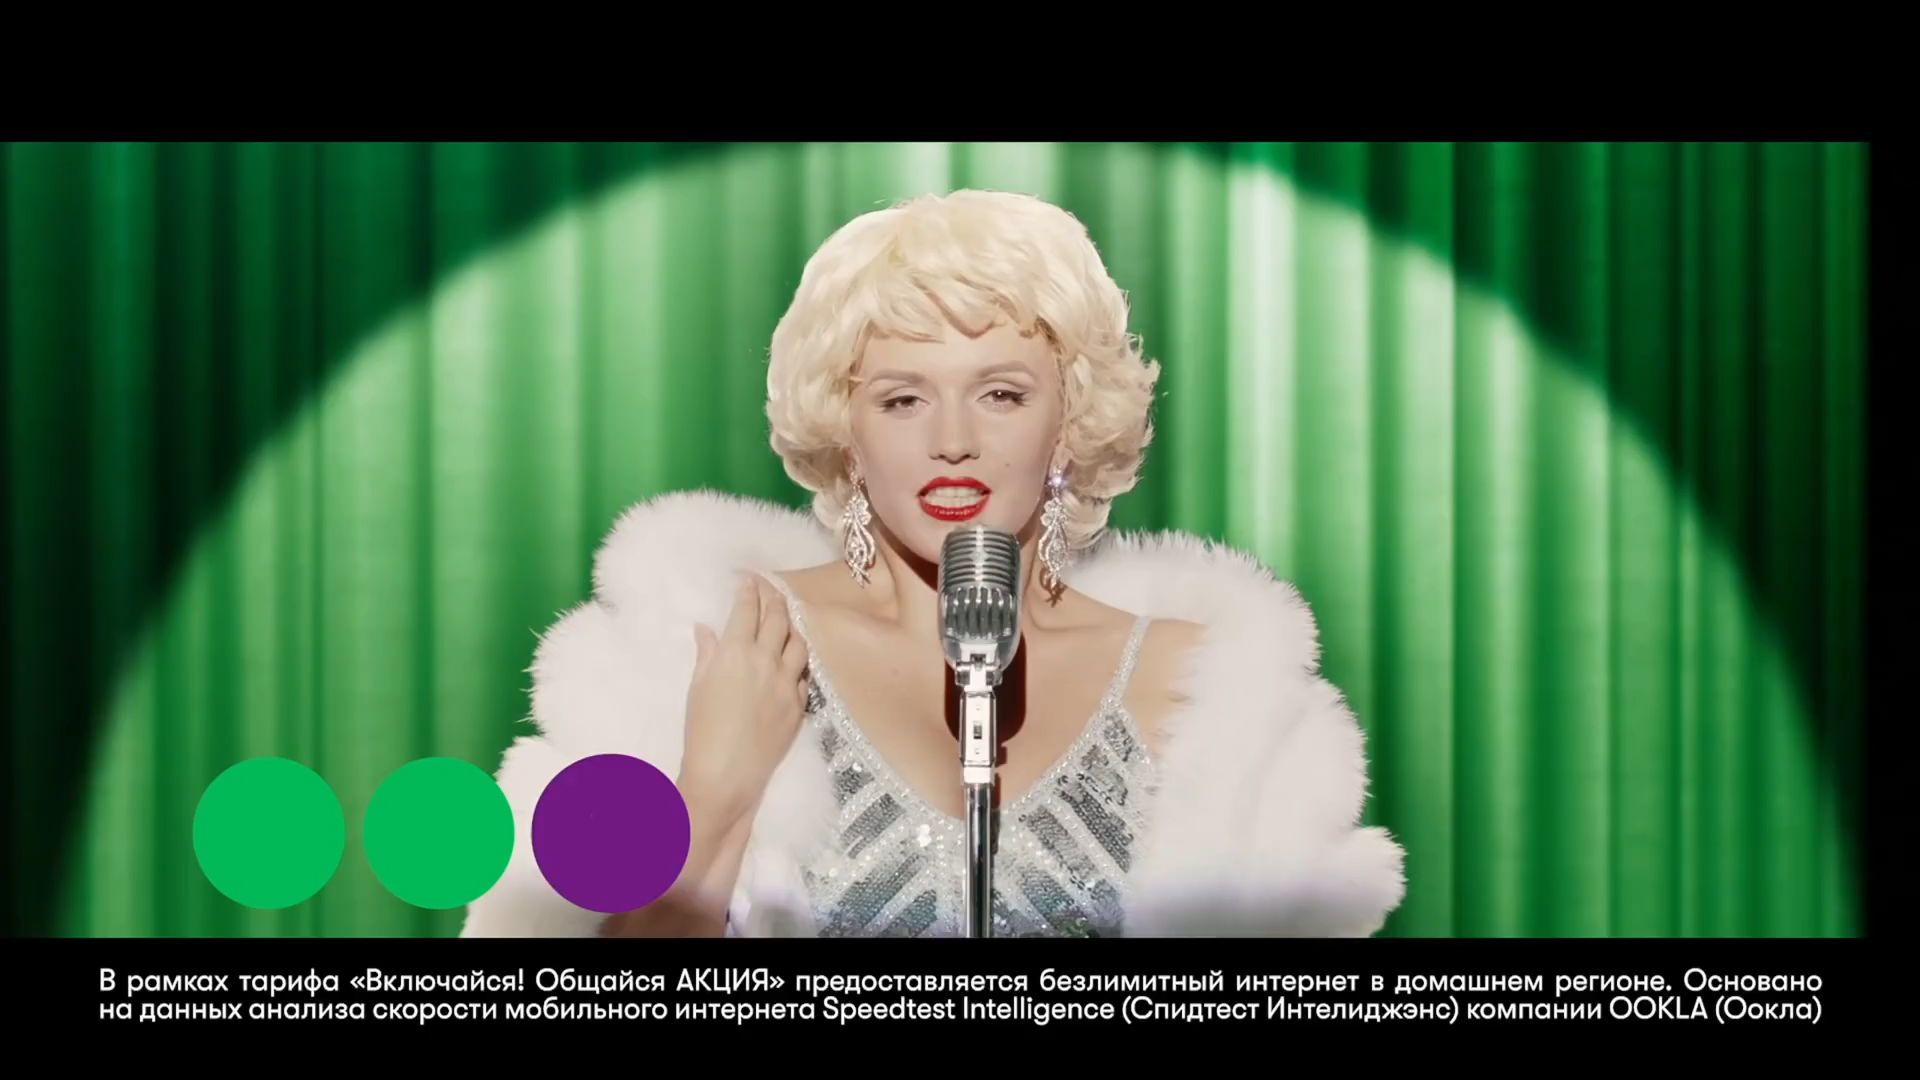 В рамках тарифа «Включайся! Общайся АКЦИЯ» предоставляется безлимитный интернет в домашнем регионе. Основано
на данных анализа скорости мобильного интернета Speedtest Intelligence (Спидтест Интелиджэнс) компании OOKLA (Оокла)